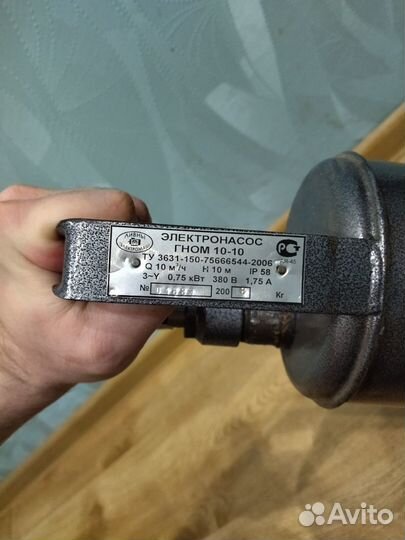 ЛИВНЫ
ЭЛЕКТРОНАСОС
ГНОМ 10-10
ТУ 3631-150-75666544-2006
Q 10 м³/ч H 10 м IP 58
3~Y 0,75 кВт 380 В 1,75 А
№ 200 Кг
Avito